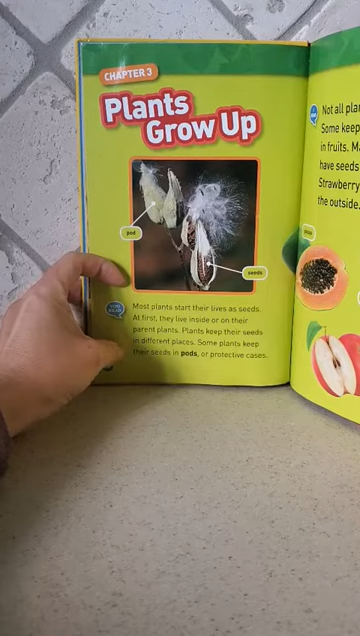 CHAPTER 3
Plants
Grow Up
pod
seeds
Most plants start their lives as seeds.
At first, they live inside or on their
parent plants. Plants keep their seeds
in different places. Some plants keep
their seeds in pods, or protective cases.
Not all
Some keep
in fruits.
have seeds
Strawberry
the outside.